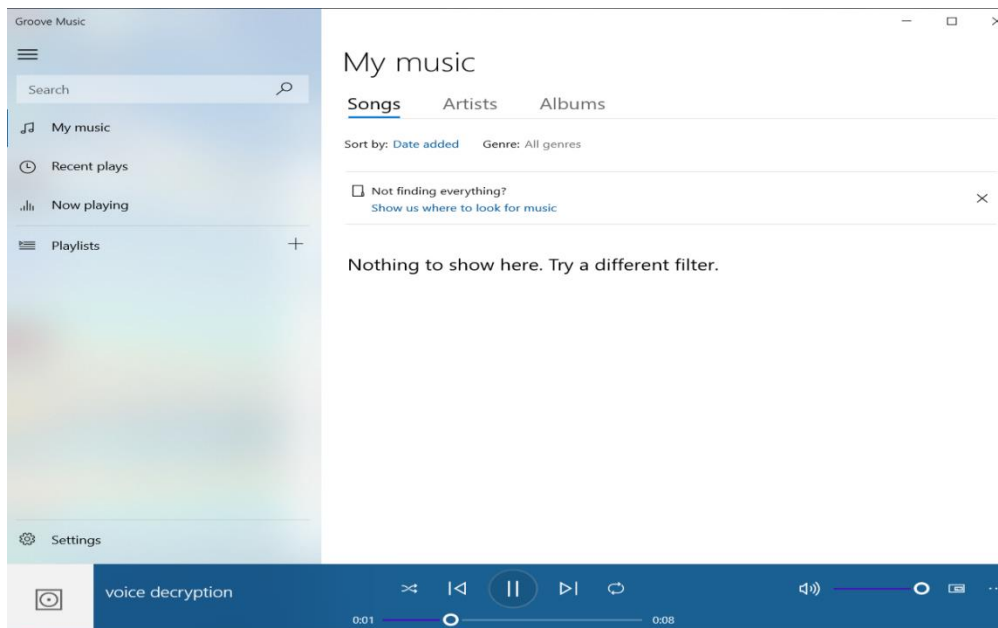 Groove Music
My music
Search
Songs Artists Albums
My music
Sort by: Date added Genre: All genres
Recent plays
Not finding everything?
Show us where to look for music
Now playing
Playlists
Nothing to show here. Try a different filter.
Settings
voice decryption
0:01 0:08